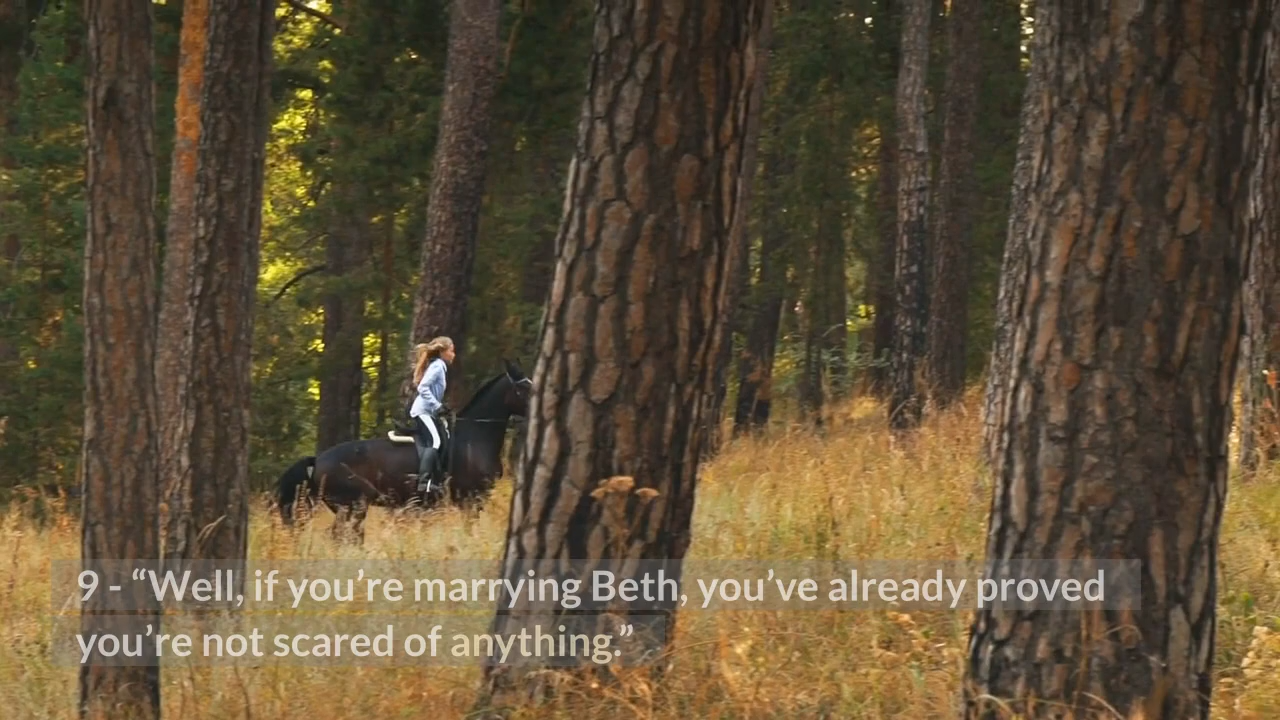 9 - “Well, if you’re marrying Beth, you’ve already proved
you’re not scared of anything.”